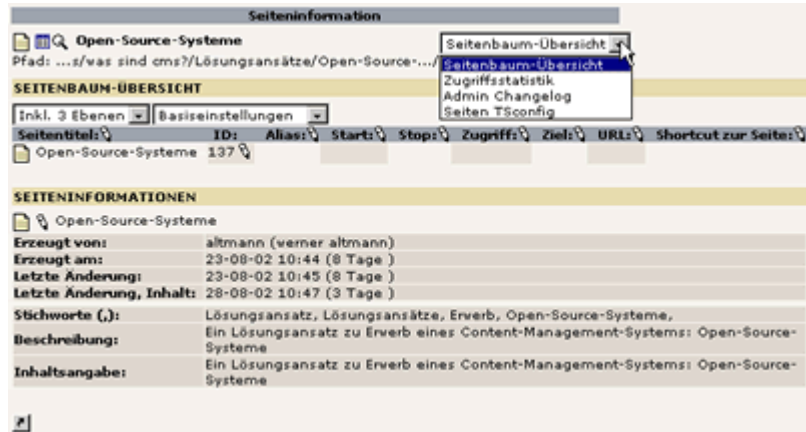 Seiteninformation
Open-Source-Systeme
Seitenbaum-Übersicht
Pfad: ...s/was sind cms?/Lösungsansätze/Open-Source-.../
Seitenbaum-Übersicht
Zugriffsstatistik
Admin Changelog
Seiten TSconfig
SEITENBAUM-ÜBERSICHT
Inkl. 3 Ebenen Basiseinstellungen
Seitentitel: ID: Alias: Start: Stop: Zugriff: Ziel: URL: Shortcut zur Seite:
Open-Source-Systeme 137
SEITENINFORMATIONEN
Open-Source-Systeme
Erzeugt von: altmann (werner altmann)
Erzeugt am: 23-08-02 10:44 (8 Tage )
Letzte Änderung: 23-08-02 10:45 (8 Tage )
Letzte Änderung, Inhalt: 28-08-02 10:47 (3 Tage )
Stichworte (,): Lösungsansatz, Lösungsansätze, Erwerb, Open-Source-Systeme,
Beschreibung: Ein Lösungsansatz zu Erwerb eines Content-Management-Systems: Open-Source-
Systeme
Inhaltsangabe: Ein Lösungsansatz zu Erwerb eines Content-Management-Systems: Open-Source-
Systeme